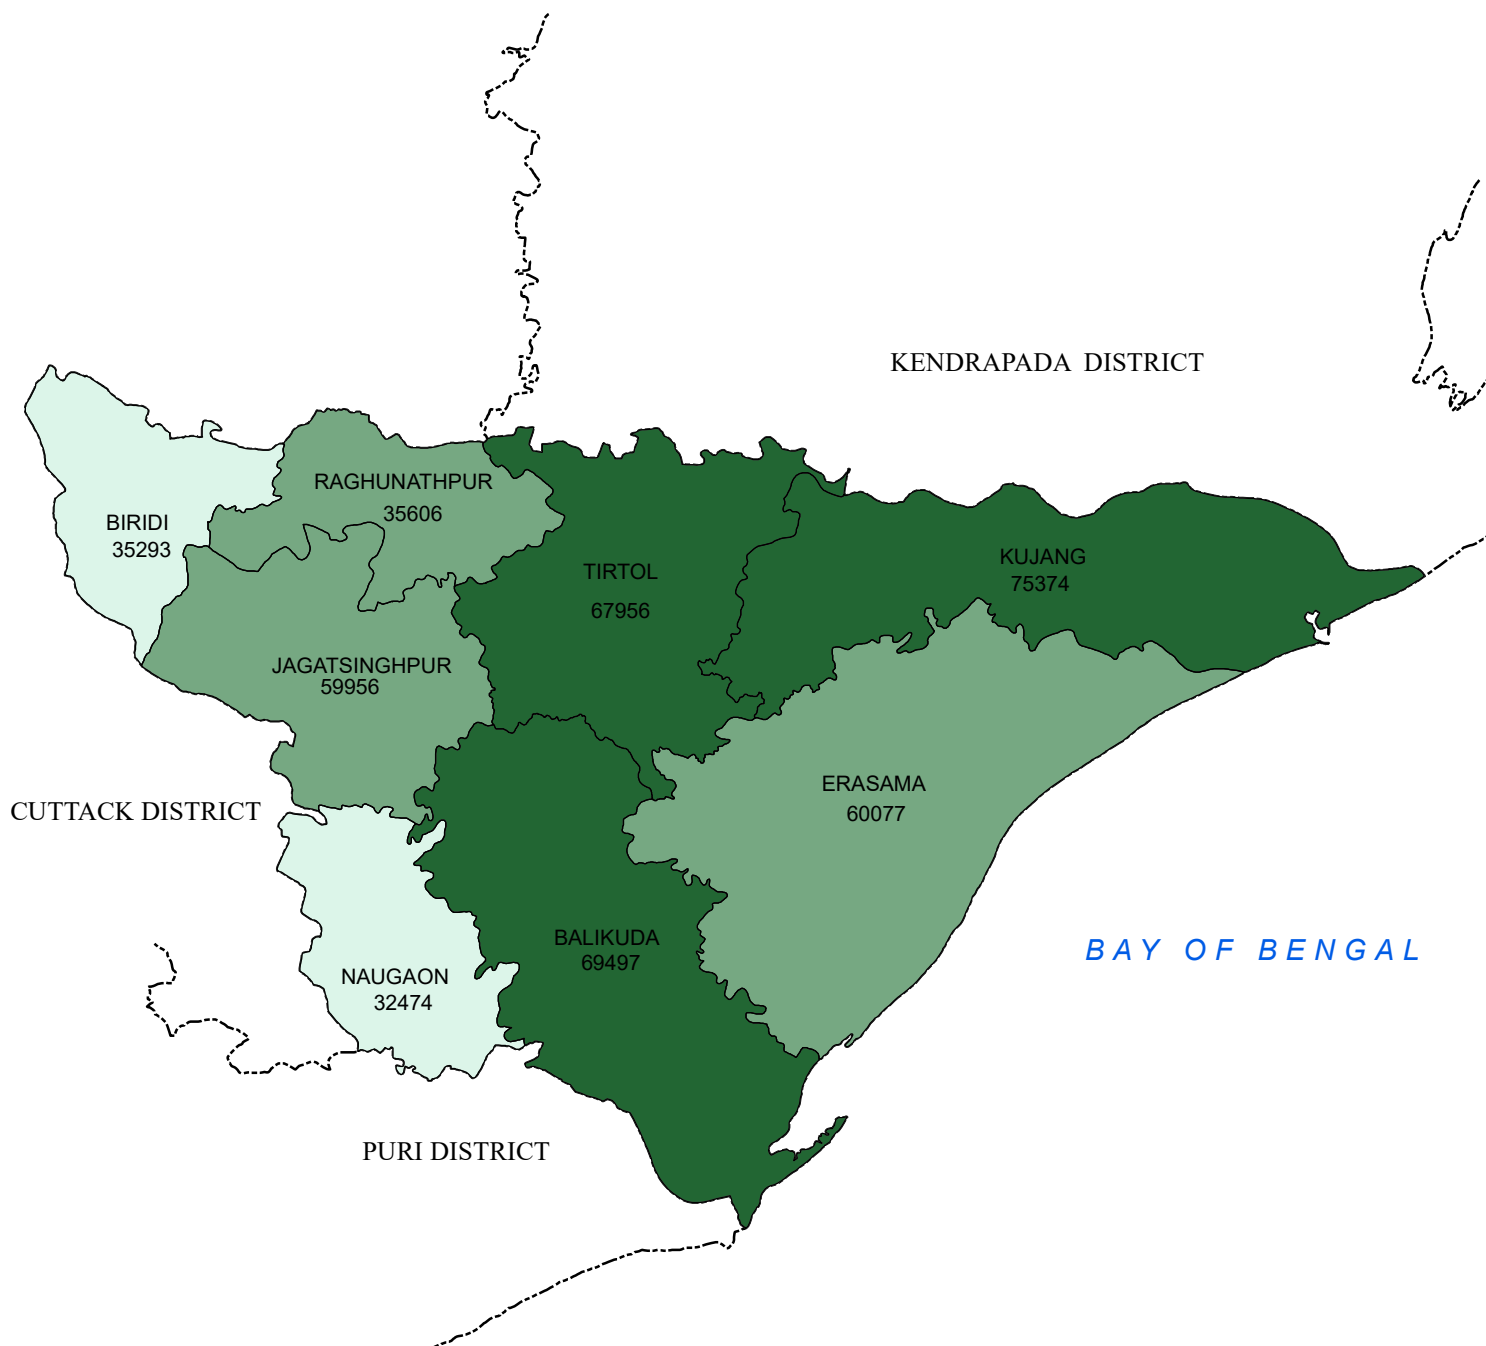 KENDRAPADA DISTRICT
RAGHUNATHPUR
35606
BIRIDI
35293
TIRTOL
67956
KUJANG
75374
JAGATSINGHPUR
59956
ERASAMA
60077
CUTTACK DISTRICT
BALIKUDA
69497
BAY OF BENGAL
NAUGAON
32474
PURI DISTRICT